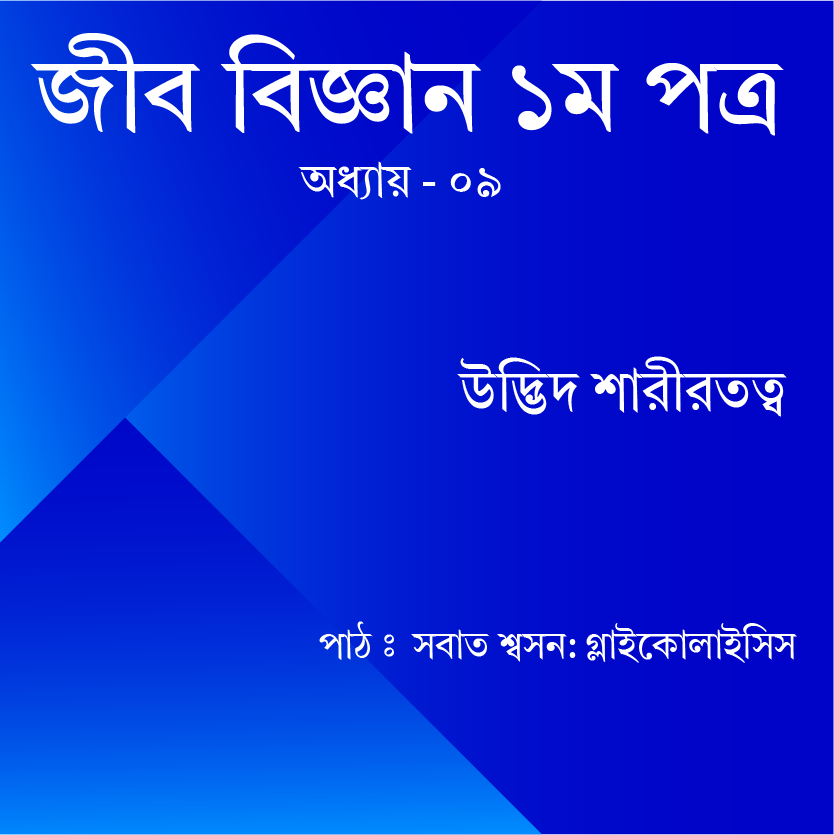 জীব বিজ্ঞান ১ম পত্র
অধ্যায় - ০৯
উদ্ভিদ শারীরতত্ব
পাঠ ঃ সবাত শ্বসন: গ্লাইকোলাইসিস